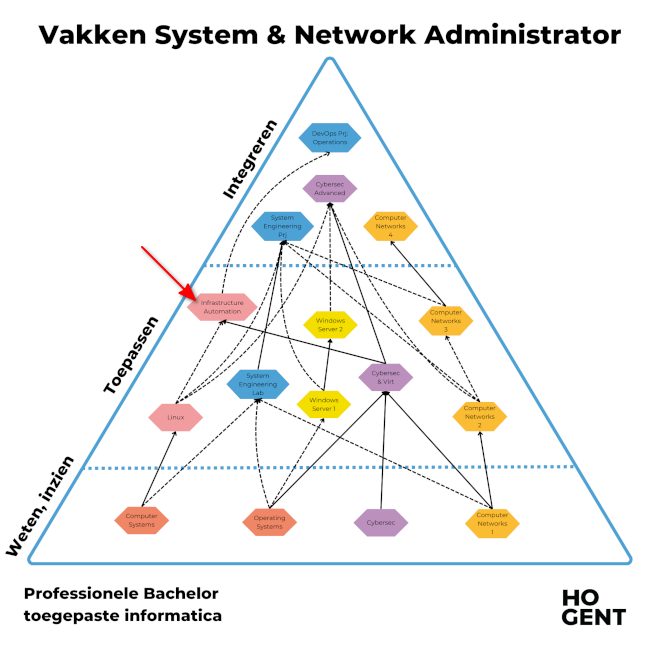 Vakken System & Network Administrator
Integreren
DevOps Prj:
Operations
Cybersec
Advanced
System
Engineering
Prj
Computer
Networks
4
Toepassen
Infrastructure
Automation
Windows
Server 2
Computer
Networks
3
System
Engineering
Lab
Cybersec
& Virt
Linux
Windows
Server 1
Computer
Networks
2
Weten, inzien
Computer
Systems
Operating
Systems
Cybersec
Computer
Networks
1
Professionele Bachelor
toegepaste informatica
HO
GENT